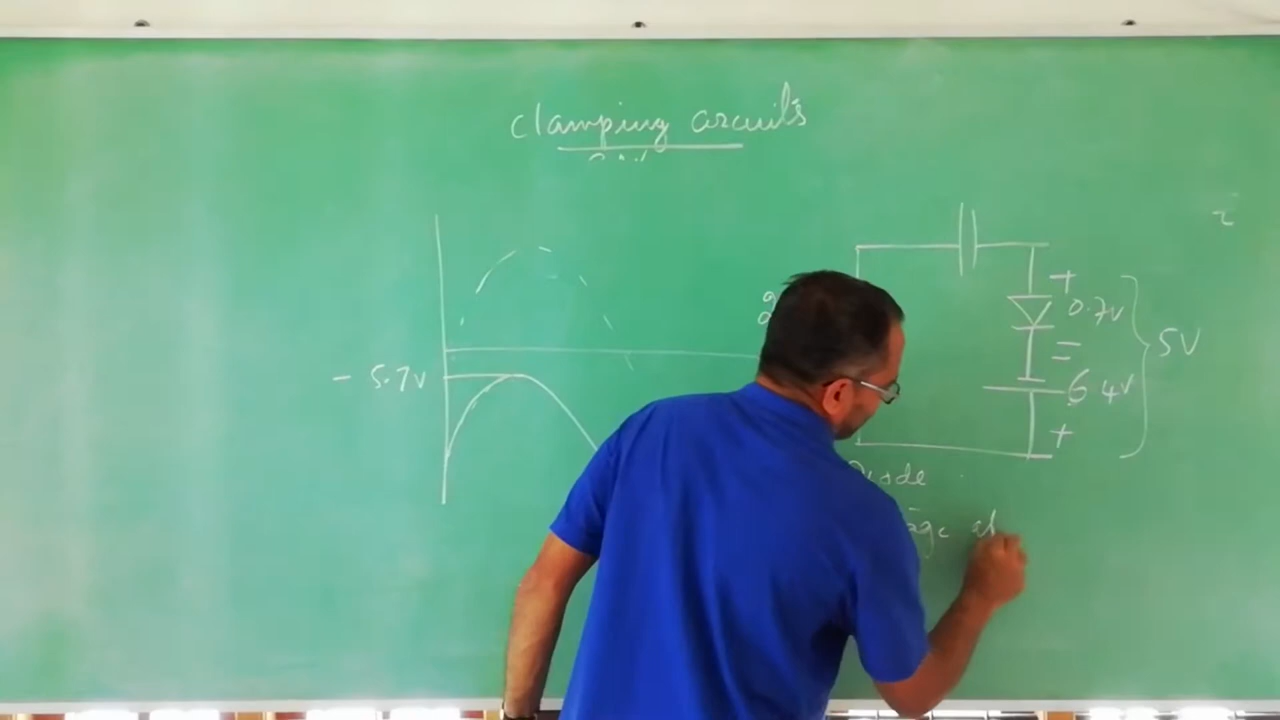 clamping circuits
+
0.7V
- 5.7V
5V
6.4V
+
diode